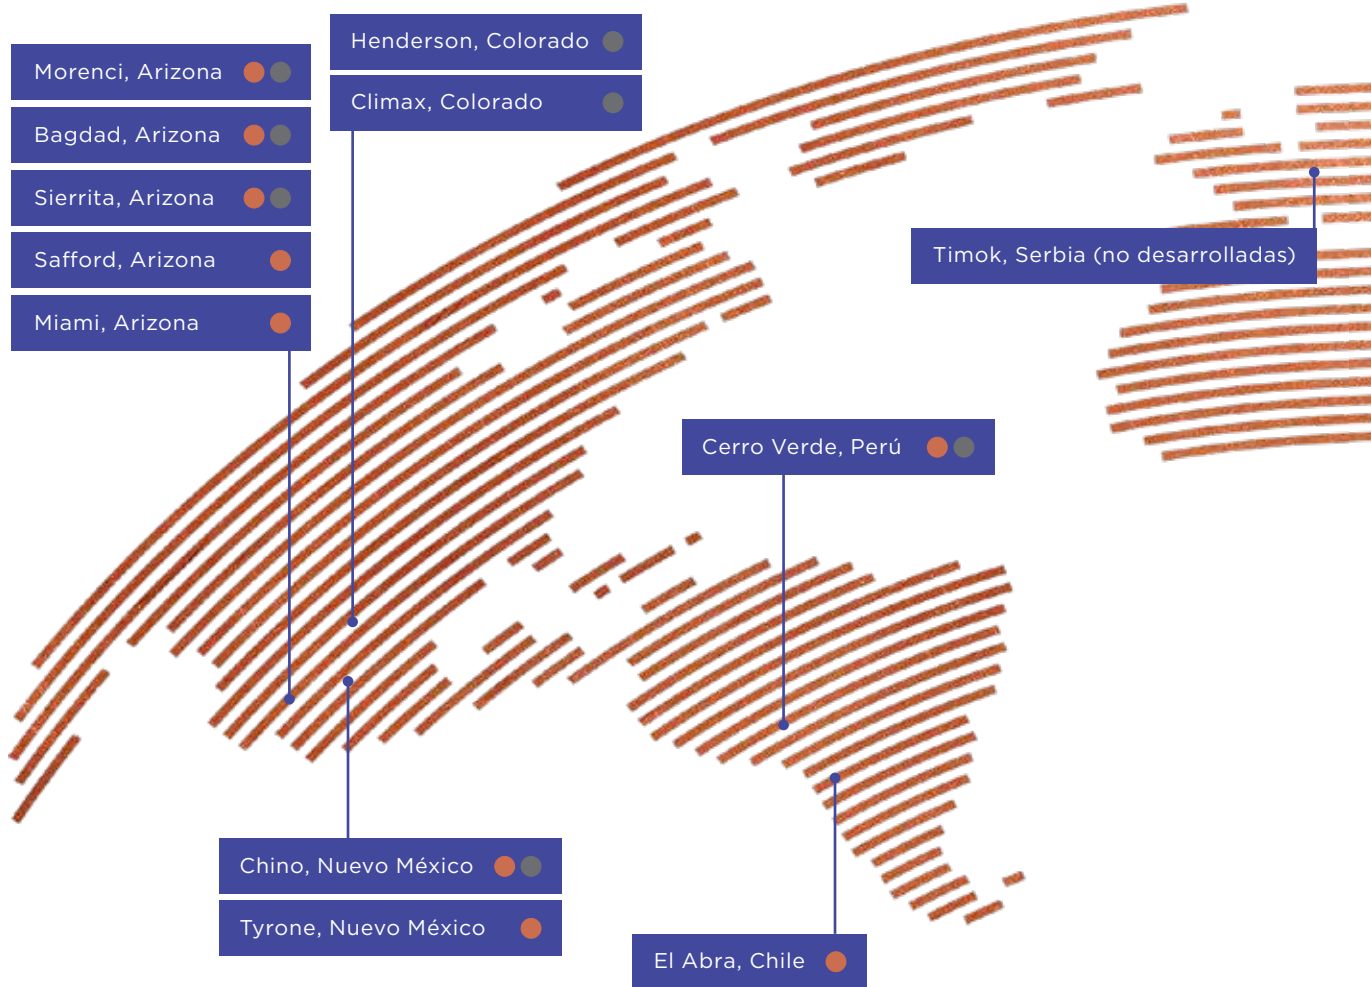 Henderson, Colorado
Climax, Colorado
Morenci, Arizona
Bagdad, Arizona
Sierrita, Arizona
Safford, Arizona
Miami, Arizona
Timok, Serbia (no desarrolladas)
Cerro Verde, Perú
Chino, Nuevo México
Tyrone, Nuevo México
El Abra, Chile